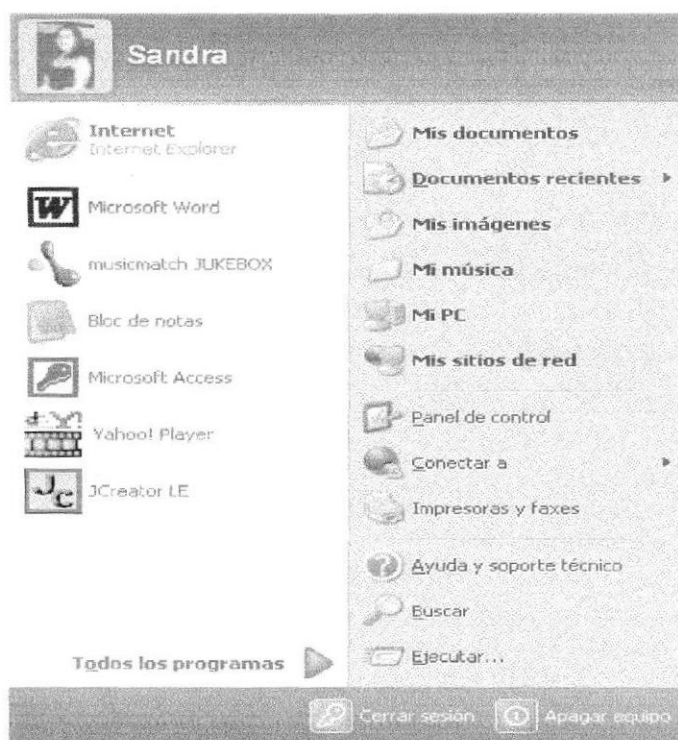 Sandra
Internet
Internet Explorer
Microsoft Word
musicmatch JUKEBOX
Bloc de notas
Microsoft Access
Yahoo! Player
JCreator LE
Todos los programas
Mis documentos
Documentos recientes
Mis imágenes
Mi música
Mi PC
Mis sitios de red
Panel de control
Conectar a
Impresoras y faxes
Ayuda y soporte técnico
Buscar
Ejecutar...
Cerrar sesión
Apagar equipo